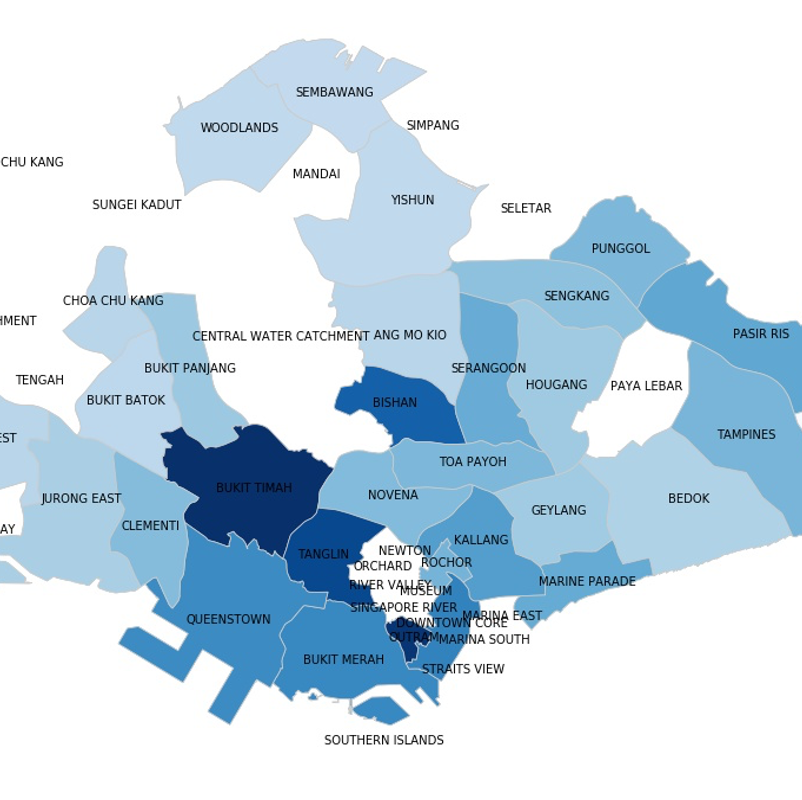 SEMBAWANG
WOODLANDS
SIMPANG
CHU KANG
MANDAI
YISHUN
SUNGEI KADUT
SELETAR
PUNGGOL
SENGKANG
CHOA CHU KANG
HMENT
CENTRAL WATER CATCHMENT
ANG MO KIO
PASIR RIS
BUKIT PANJANG
SERANGOON
TENGAH
HOUGANG
PAYA LEBAR
BUKIT BATOK
BISHAN
EST
TAMPINES
TOA PAYOH
BUKIT TIMAH
NOVENA
JURONG EAST
BEDOK
GEYLANG
AY
CLEMENTI
KALLANG
TANGLIN
NEWTON
ROCHOR
ORCHARD
MARINE PARADE
RIVER VALLEY
MUSEUM
SINGAPORE RIVER
MARINA EAST
QUEENSTOWN
DOWNTOWN CORE
OUTRAM
MARINA SOUTH
BUKIT MERAH
STRAITS VIEW
SOUTHERN ISLANDS